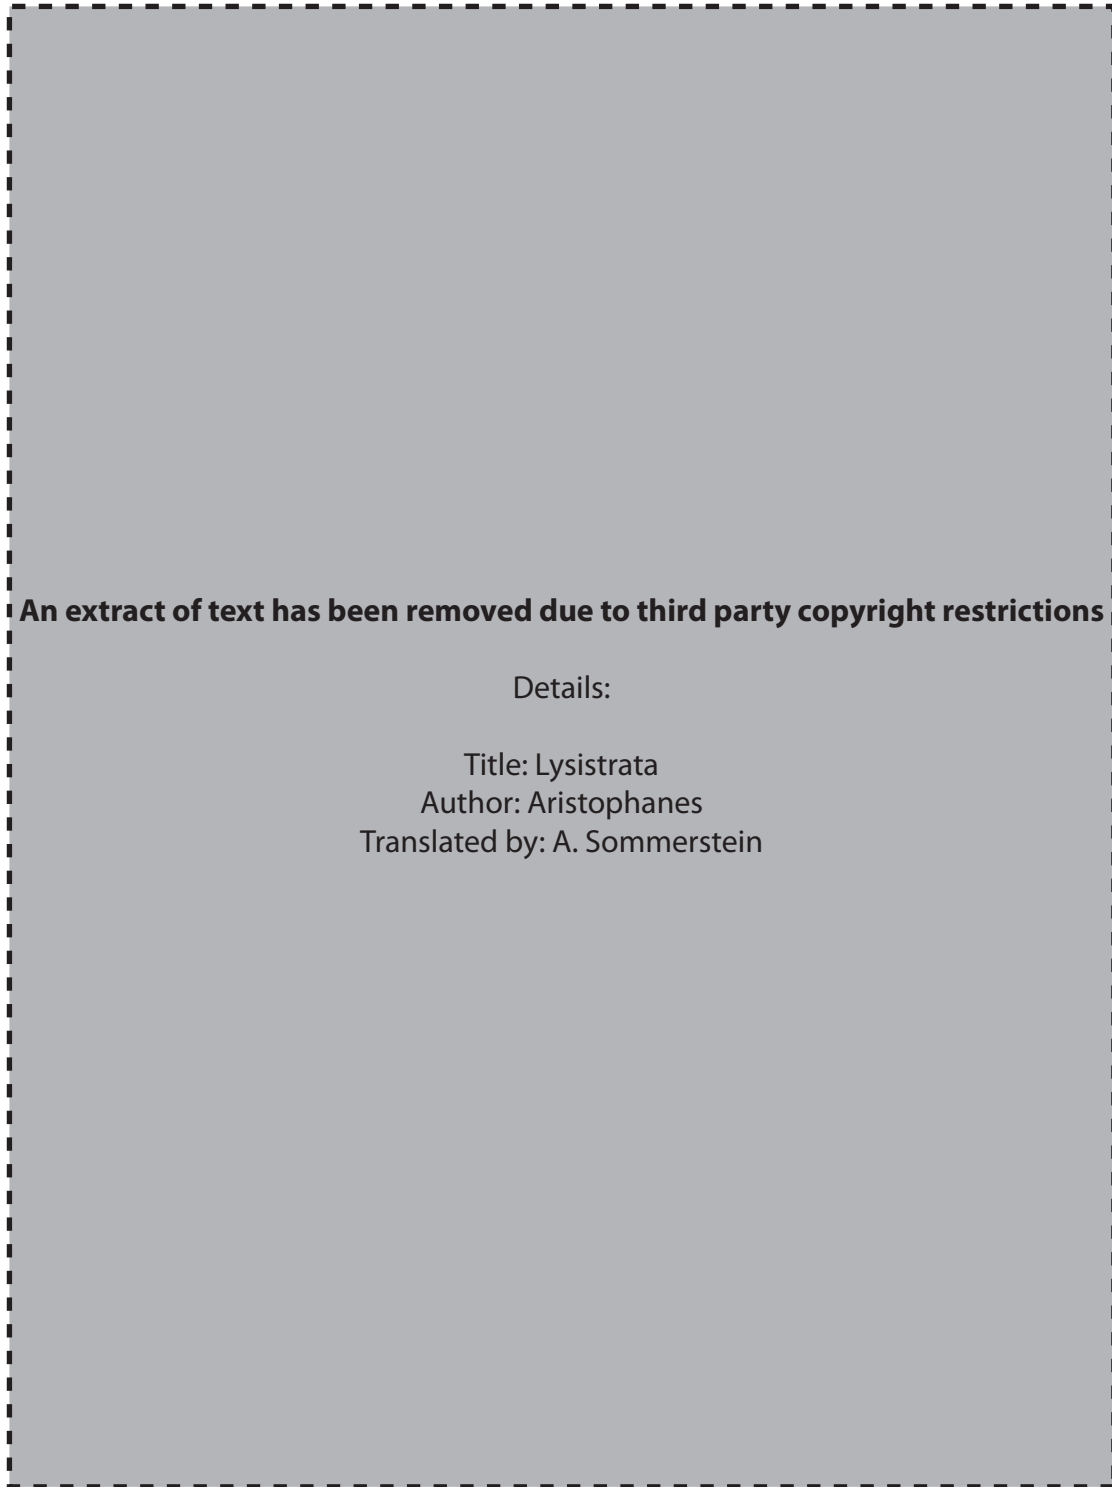 An extract of text has been removed due to third party copyright restrictions
Details:
Title: Lysistrata
Author: Aristophanes
Translated by: A. Sommerstein